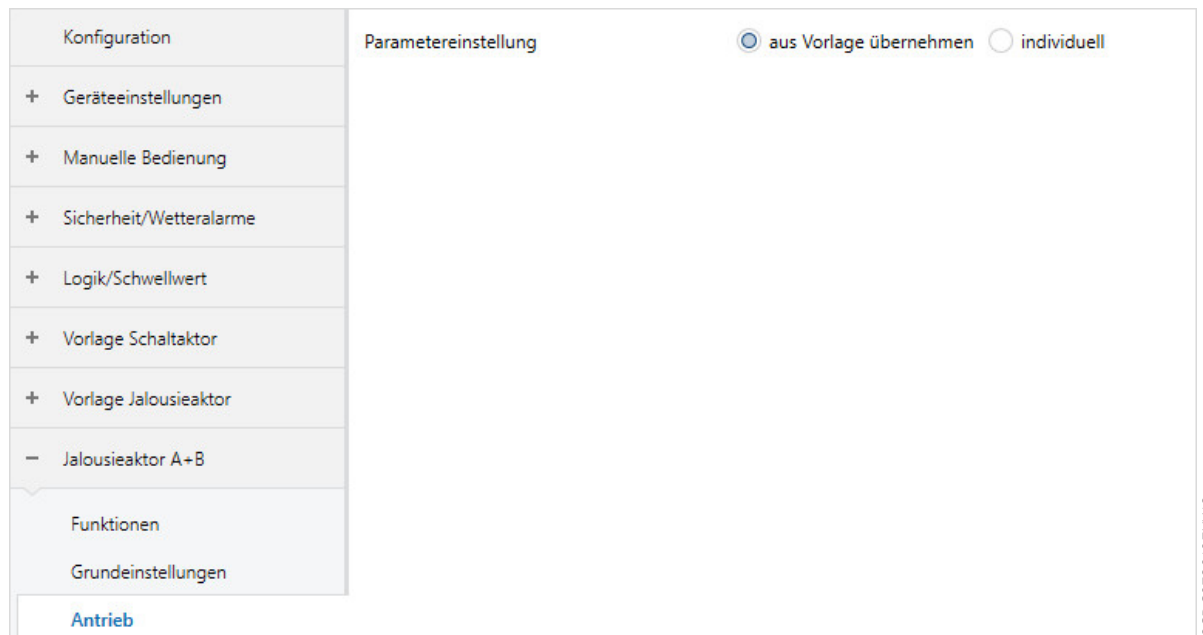 Konfiguration
Parametereinstellung aus Vorlage übernehmen individuell
+ Geräteeinstellungen
+ Manuelle Bedienung
+ Sicherheit/Wetteralarme
+ Logik/Schwellwert
+ Vorlage Schaltaktor
+ Vorlage Jalousieaktor
− Jalousieaktor A+B
Funktionen
Grundeinstellungen
Antrieb